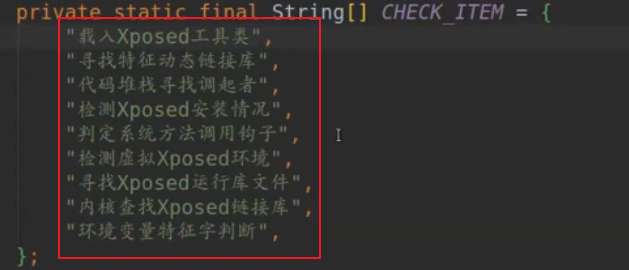 private static final String[] CHECK_ITEM = {
"载入Xposed工具类",
"寻找特征动态链接库",
"代码堆栈寻找调起者",
"检测Xposed安装情况",
"判定系统方法调用钩子",
"检测虚拟Xposed环境",
"寻找Xposed运行库文件",
"内核查找Xposed链接库",
"环境变量特征字判断",
};